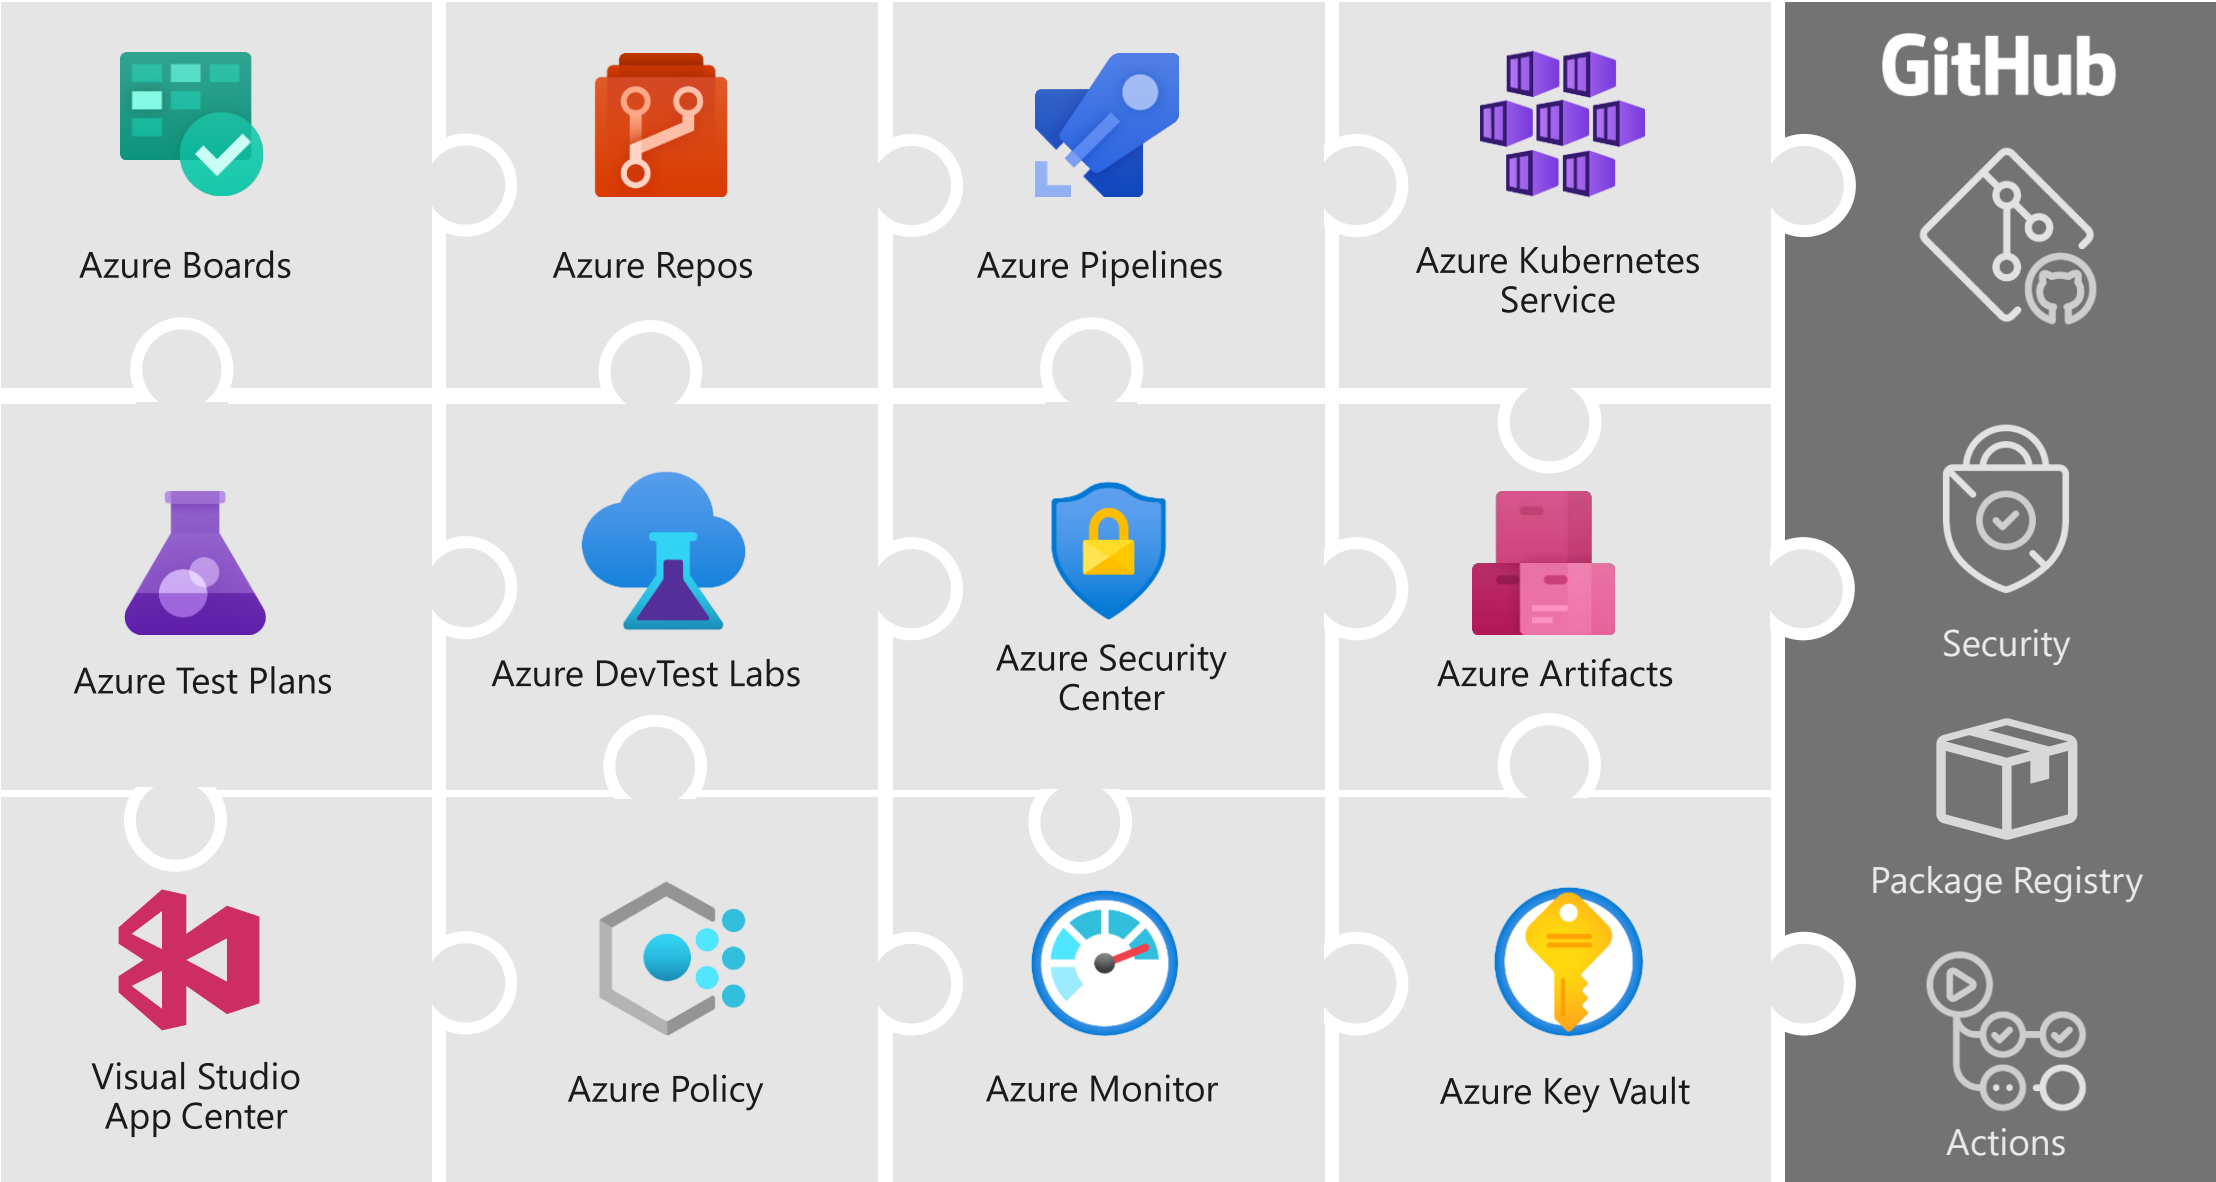 GitHub
Azure Boards
Azure Repos
Azure Pipelines
Azure Kubernetes
Service
Azure Test Plans
Azure DevTest Labs
Azure Security
Center
Azure Artifacts
Security
Package Registry
Visual Studio
App Center
Azure Policy
Azure Monitor
Azure Key Vault
Actions